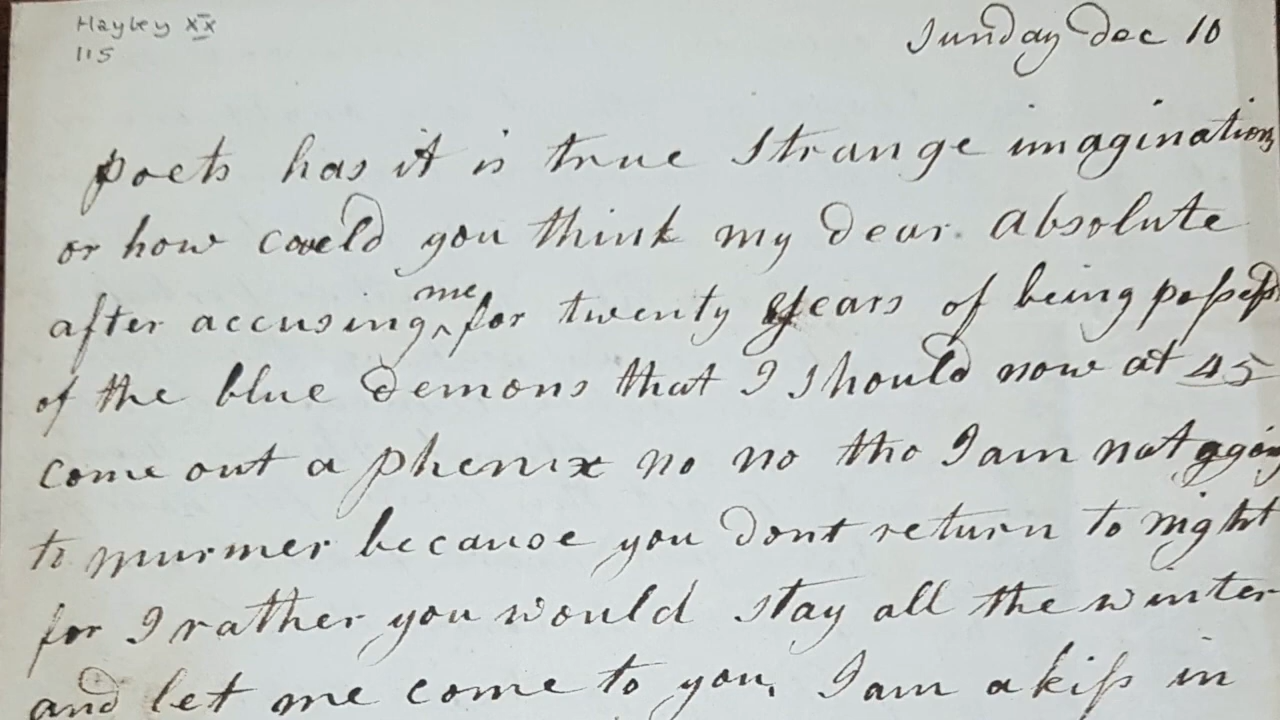 Hayley XX
115
Sunday Dec 10
poets has it is true strange imaginations
or how could you think my dear. Absolute
after accusing me for twenty years of being possess'd
of the blue demons that I should now at 45
come out a phenix no no tho I am not going
to murmer because you dont return to night
for I rather you would stay all the winter
and let me come to you. I am a kiss in